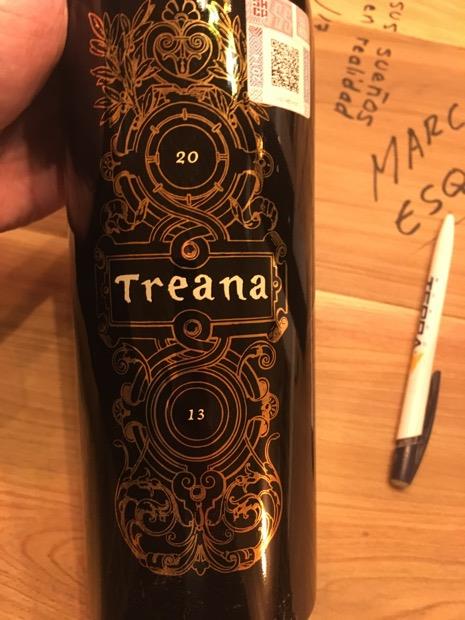 20
Treana
13
sus sueños
en realidad
MARC
ESQ